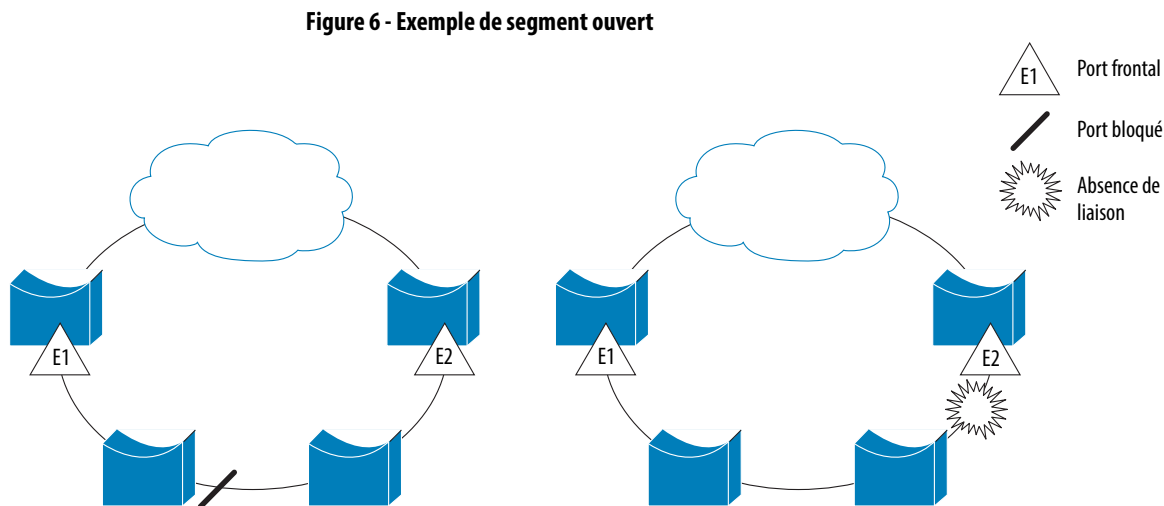 Figure 6 - Exemple de segment ouvert
E1
Port frontal
Port bloqué
Absence de
liaison
E1
E2
E1
E2